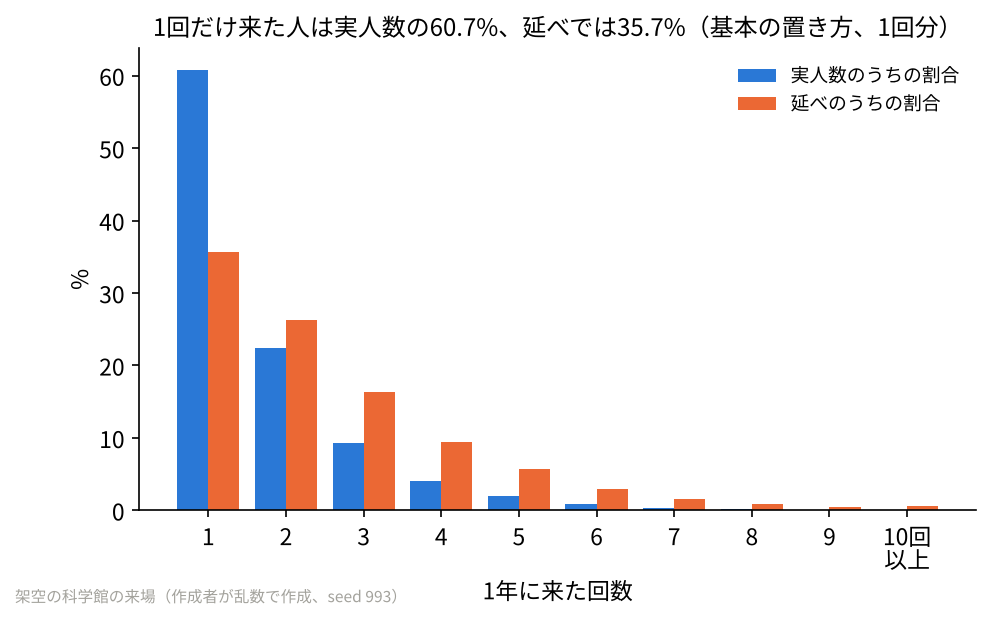 1回だけ来た人は実人数の60.7%、延べでは35.7%（基本の置き方、1回分）
実人数のうちの割合
延べのうちの割合
%
60
50
40
30
20
10
0
1
2
3
4
5
6
7
8
9
10回
以上
1年に来た回数
架空の科学館の来場（作成者が乱数で作成、seed 993）